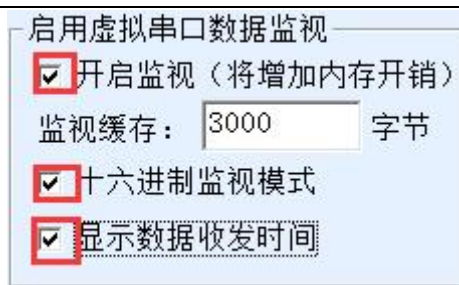 启用虚拟串口数据监视
开启监视（将增加内存开销）
监视缓存： 3000 字节
十六进制监视模式
显示数据收发时间